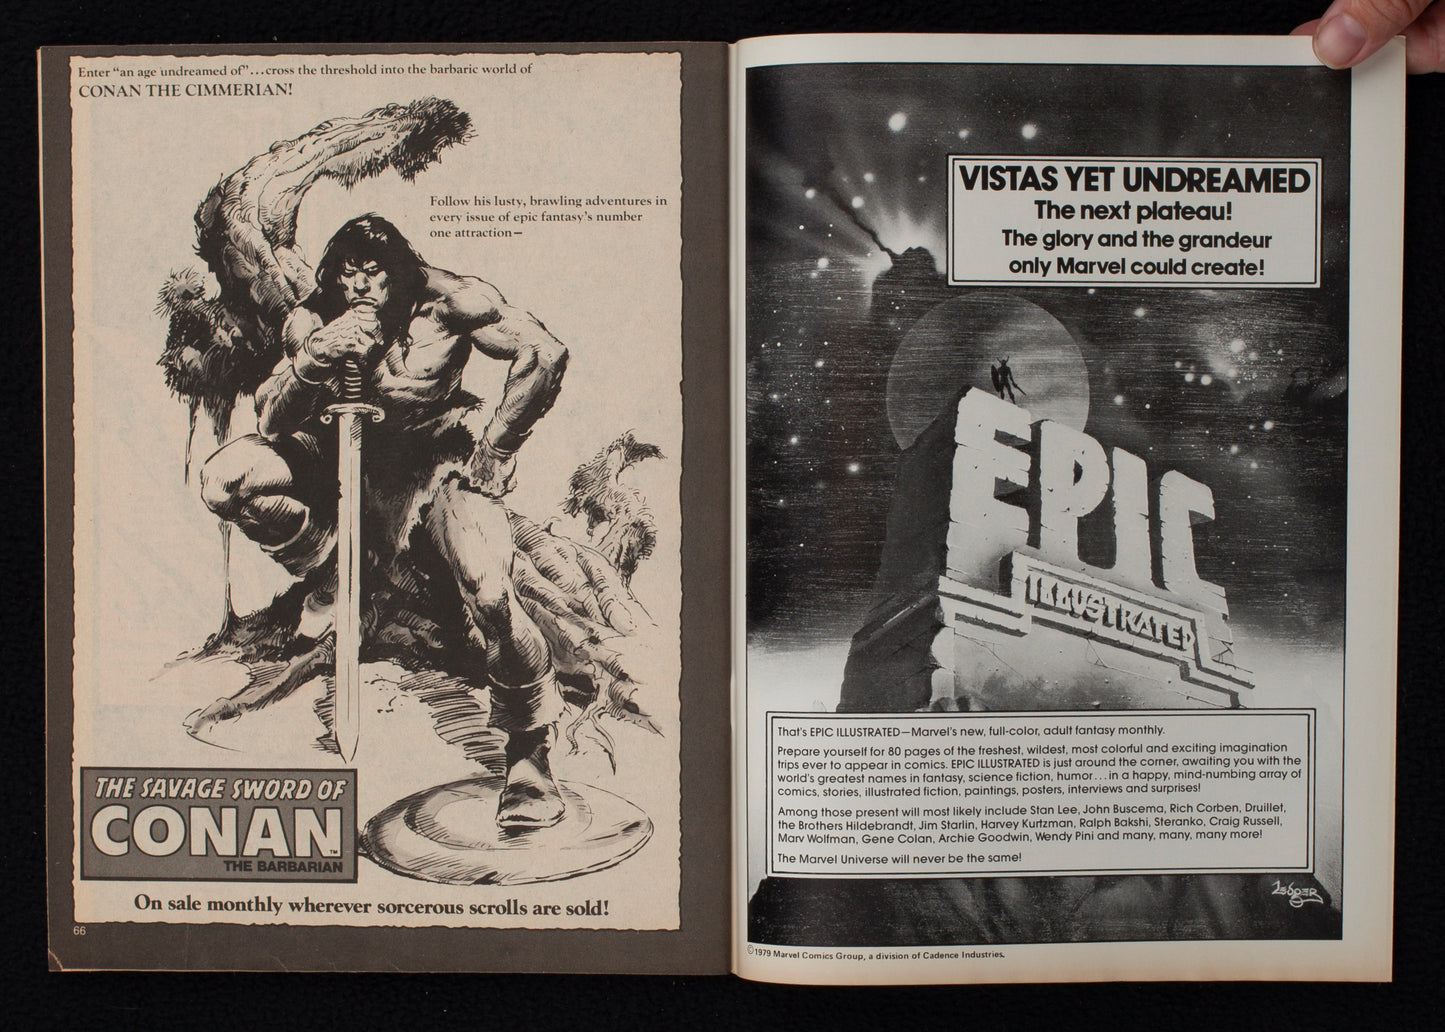 Enter “an age undreamed of”...cross the threshold into the barbaric world of
CONAN THE CIMMERIAN!
Follow his lusty, brawling adventures in
every issue of epic fantasy's number
one attraction—
THE SAVAGE SWORD OF
CONAN™
THE BARBARIAN
On sale monthly wherever sorcerous scrolls are sold!
66
VISTAS YET UNDREAMED
The next plateau!
The glory and the grandeur
only Marvel could create!
EPIC
ILLUSTRATED
That's EPIC ILLUSTRATED—Marvel's new, full-color, adult fantasy monthly.
Prepare yourself for 80 pages of the freshest, wildest, most colorful and exciting imagination
trips ever to appear in comics. EPIC ILLUSTRATED is just around the corner, awaiting you with the
world's greatest names in fantasy, science fiction, humor...in a happy, mind-numbing array of
comics, stories, illustrated fiction, paintings, posters, interviews and surprises!
Among those present will most likely include Stan Lee, John Buscema, Rich Corben, Druillet,
the Brothers Hildebrandt, Jim Starlin, Harvey Kurtzman, Ralph Bakshi, Steranko, Craig Russell,
Marv Wolfman, Gene Colan, Archie Goodwin, Wendy Pini and many, many, many more!
The Marvel Universe will never be the same!
©1979 Marvel Comics Group, a division of Cadence Industries.